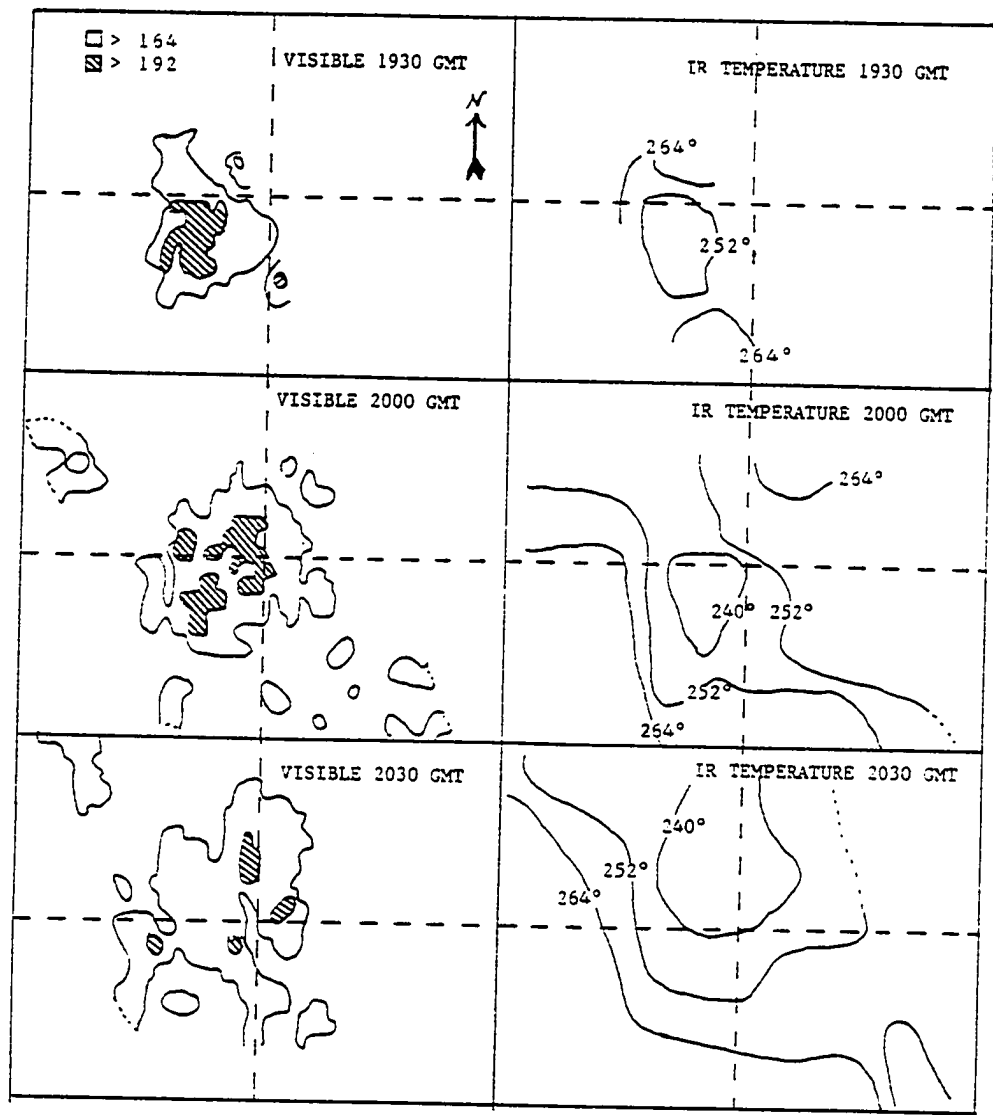 □ > 164
▨ > 192
VISIBLE 1930 GMT
N
IR TEMPERATURE 1930 GMT
264°
252°
264°
VISIBLE 2000 GMT
IR TEMPERATURE 2000 GMT
264°
240°
252°
252°
264°
VISIBLE 2030 GMT
IR TEMPERATURE 2030 GMT
240°
252°
264°